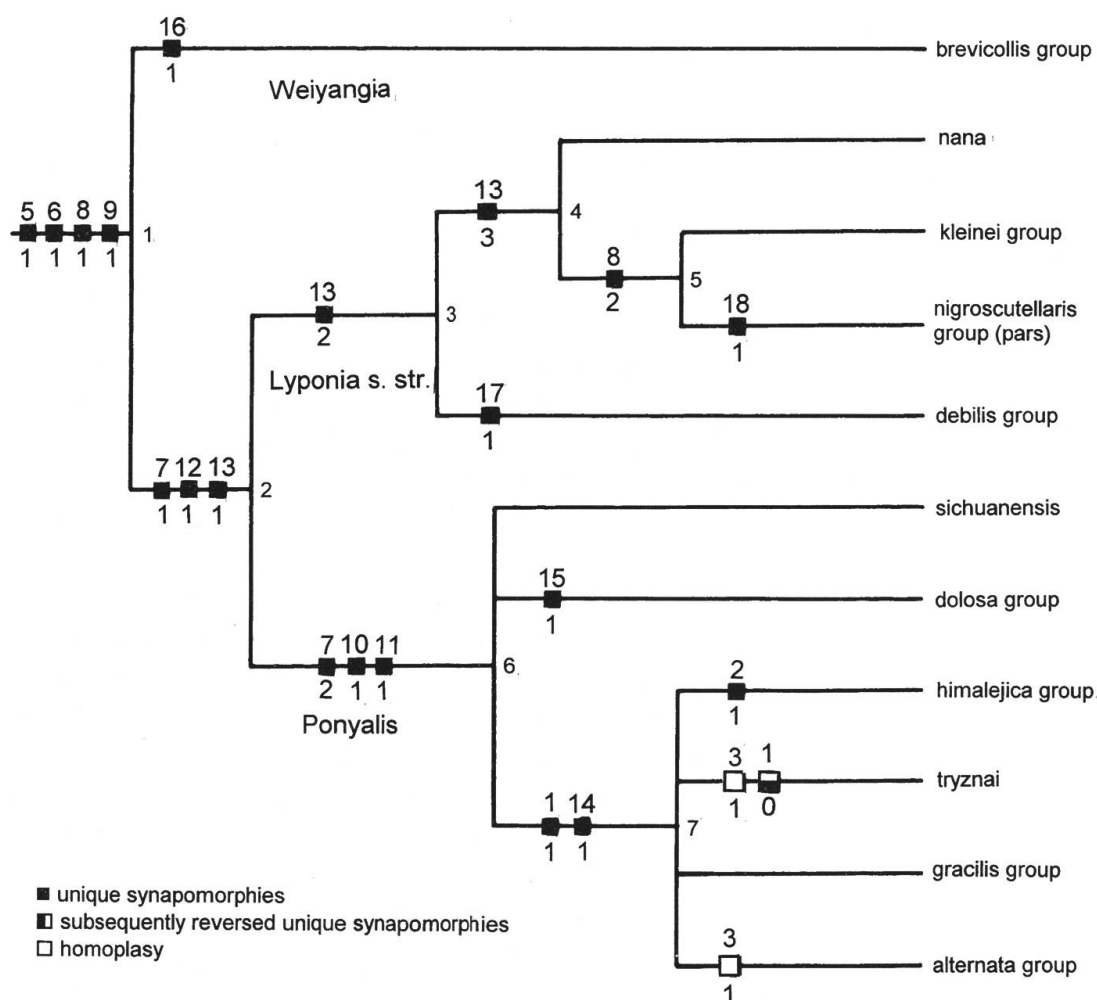 16
1
brevicollis group
Weiyangia
nana
5 6 8 9
1 1 1 1
1
13
3
4
kleinei group
8
2
5
18
1
nigroscutellaris
group (pars)
13
2
3
Lyponia s. str.
17
1
debilis group
7 12 13
1 1 1
2
sichuanensis
15
1
dolosa group
7 10 11
2 1 1
6
Ponyalis
2
1
himalejica group
3 1
1 0
tryznai
1 14
1 1
7
gracilis group
3
1
alternata group
unique synapomorphies
subsequently reversed unique synapomorphies
homoplasy